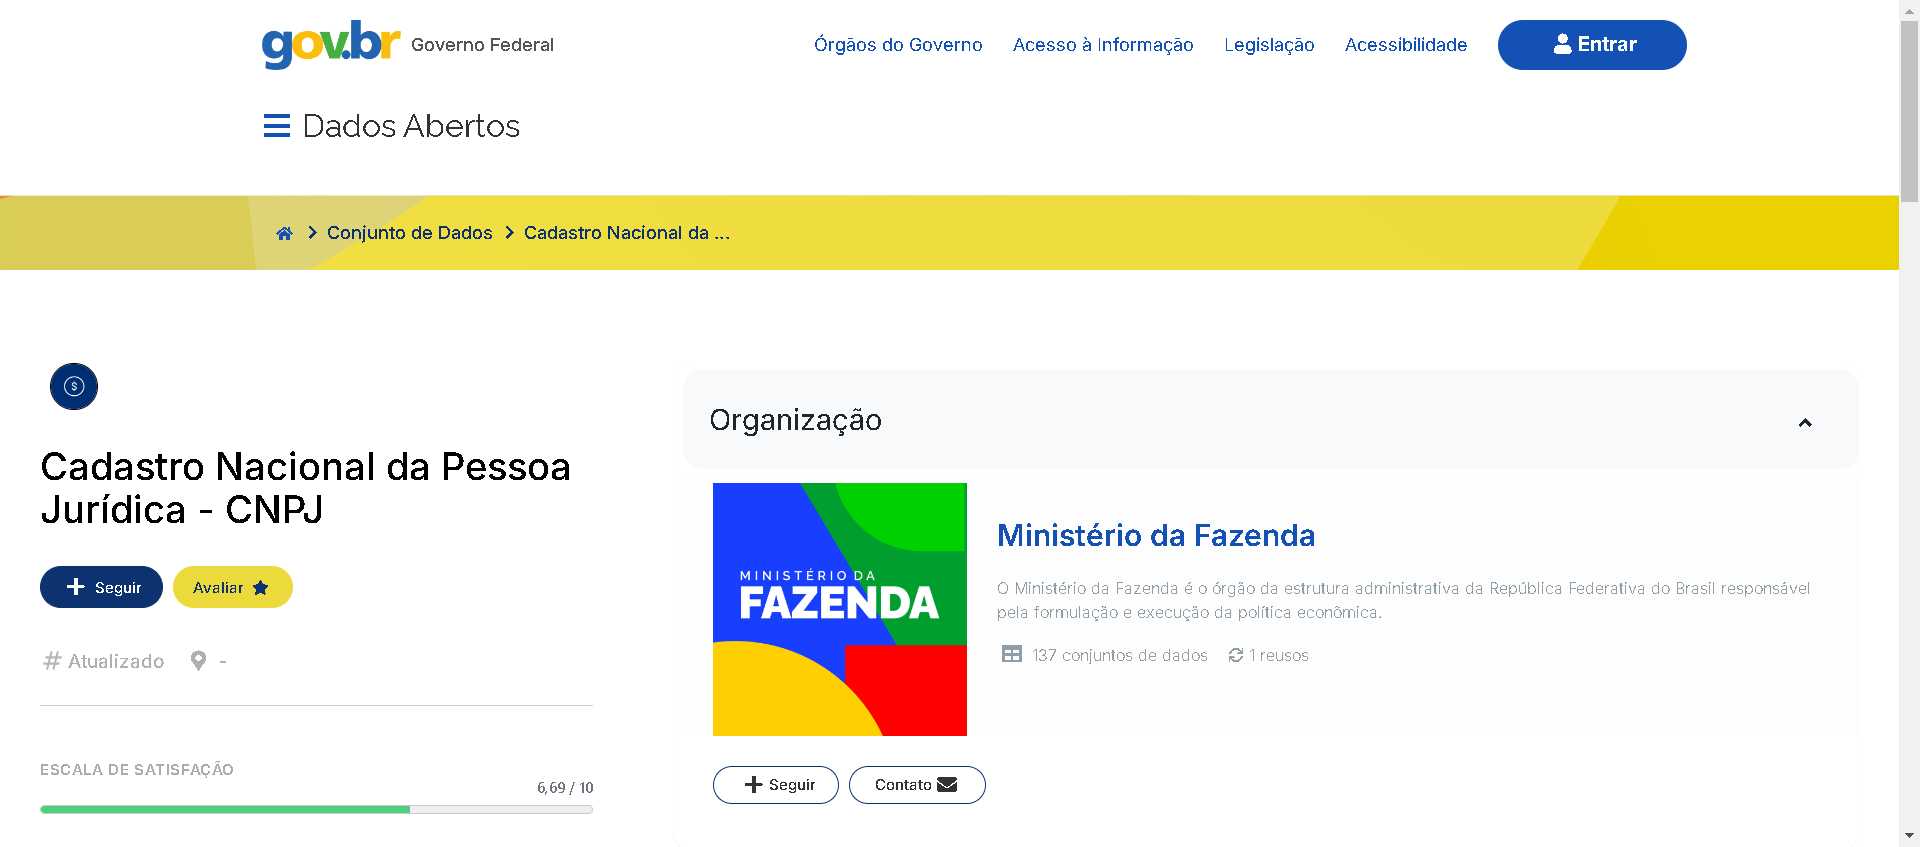 gov.br Governo Federal
Órgãos do Governo Acesso à Informação Legislação Acessibilidade Entrar
Dados Abertos
Conjunto de Dados Cadastro Nacional da ...
Cadastro Nacional da Pessoa
Jurídica - CNPJ
Seguir Avaliar
# Atualizado -
ESCALA DE SATISFAÇÃO
6,69 / 10
Organização
MINISTÉRIO DA
FAZENDA
Ministério da Fazenda
O Ministério da Fazenda é o órgão da estrutura administrativa da República Federativa do Brasil responsável
pela formulação e execução da política econômica.
137 conjuntos de dados 1 reusos
Seguir Contato